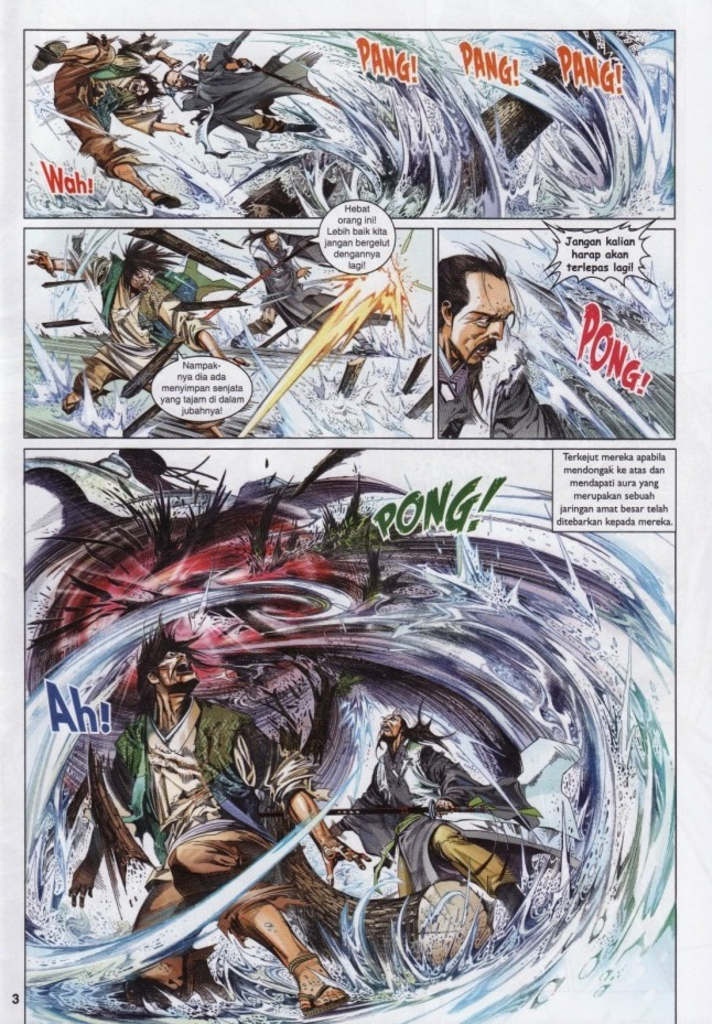 PANG!
PANG!
PANG!
Wah!
Hebat
orang ini!
Lebih baik kita
jangan bergelut
dengannya
lagi!
Nampak-
nya dia ada
menyimpan senjata
yang tajam di dalam
jubahnya!
Jangan kalian
harap akan
terlepas lagi!
PONG!
Terkejut mereka apabila
mendongak ke atas dan
mendapati aura yang
merupakan sebuah
jaringan amat besar telah
ditebarkan kepada mereka.
PONG!
Ah!
3